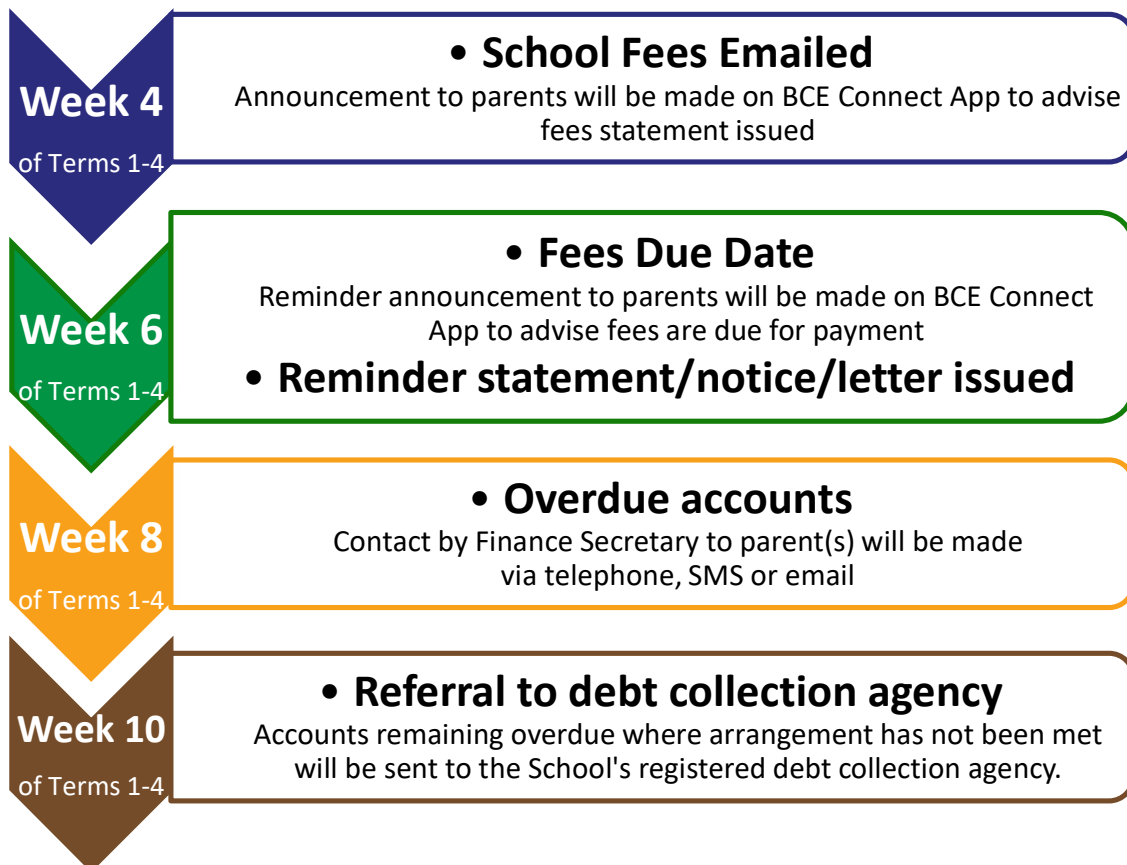 Week 4
of Terms 1-4
• School Fees Emailed
Announcement to parents will be made on BCE Connect App to advise
fees statement issued
Week 6
of Terms 1-4
• Fees Due Date
Reminder announcement to parents will be made on BCE Connect
App to advise fees are due for payment
• Reminder statement/notice/letter issued
Week 8
of Terms 1-4
• Overdue accounts
Contact by Finance Secretary to parent(s) will be made
via telephone, SMS or email
Week 10
of Terms 1-4
• Referral to debt collection agency
Accounts remaining overdue where arrangement has not been met
will be sent to the School's registered debt collection agency.